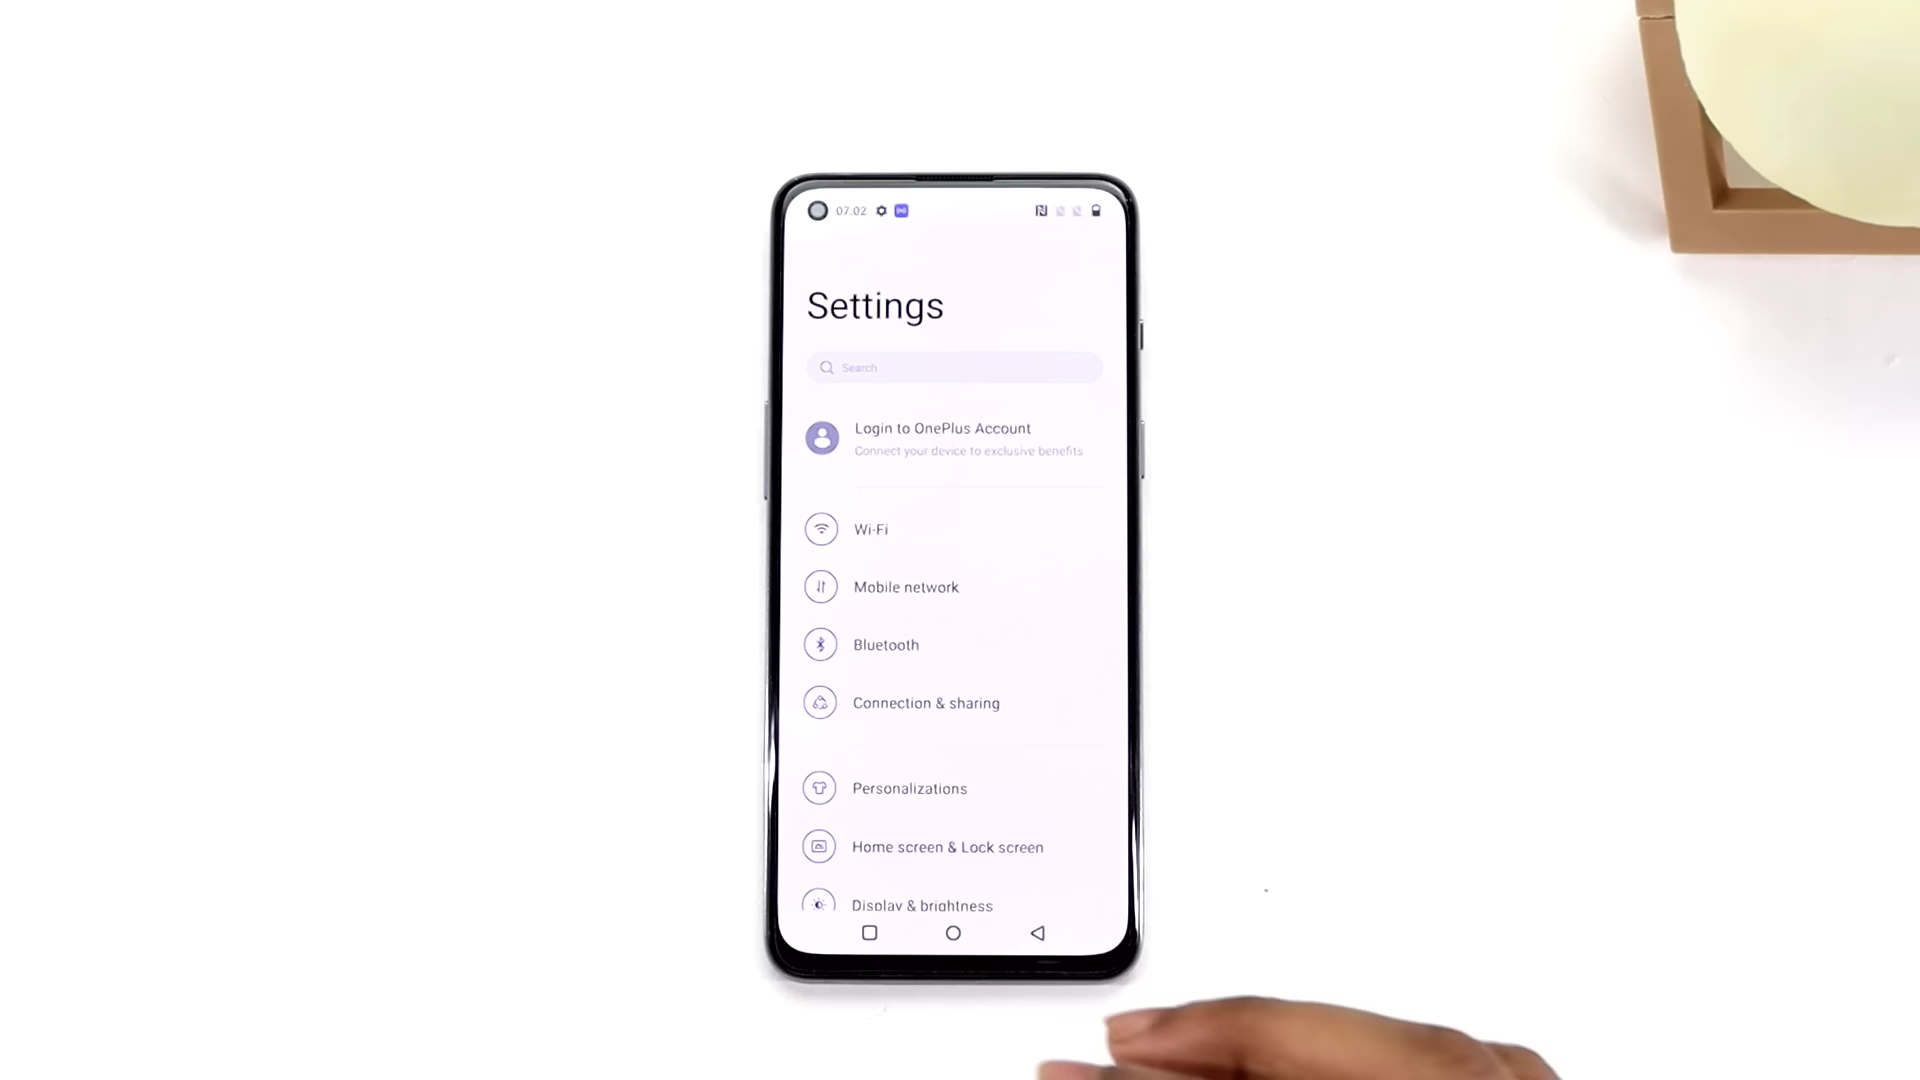 07.02
Settings
Search
Login to OnePlus Account
Connect your device to exclusive benefits
Wi-Fi
Mobile network
Bluetooth
Connection & sharing
Personalizations
Home screen & Lock screen
Display & brightness